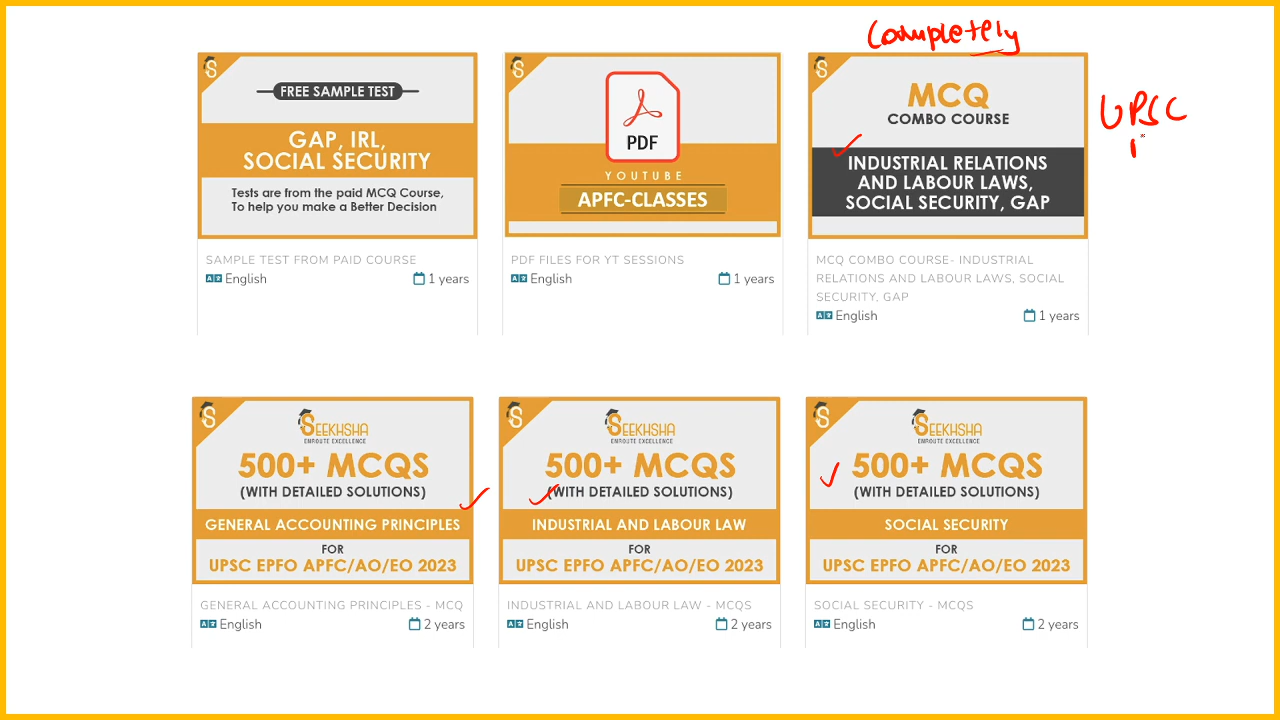 Completely
UPSC
FREE SAMPLE TEST
GAP, IRL,
SOCIAL SECURITY
Tests are from the paid MCQ Course,
To help you make a Better Decision
SAMPLE TEST FROM PAID COURSE
English
1 years
PDF
YOUTUBE
APFC-CLASSES
PDF FILES FOR YT SESSIONS
English
1 years
MCQ
COMBO COURSE
INDUSTRIAL RELATIONS
AND LABOUR LAWS,
SOCIAL SECURITY, GAP
MCQ COMBO COURSE- INDUSTRIAL
RELATIONS AND LABOUR LAWS, SOCIAL
SECURITY, GAP
English
1 years
SEEKHSHA
ENROUTE EXCELLENCE
500+ MCQS
(WITH DETAILED SOLUTIONS)
GENERAL ACCOUNTING PRINCIPLES
FOR
UPSC EPFO APFC/AO/EO 2023
GENERAL ACCOUNTING PRINCIPLES - MCQ
English
2 years
SEEKHSHA
ENROUTE EXCELLENCE
500+ MCQS
(WITH DETAILED SOLUTIONS)
INDUSTRIAL AND LABOUR LAW
FOR
UPSC EPFO APFC/AO/EO 2023
INDUSTRIAL AND LABOUR LAW - MCQS
English
2 years
SEEKHSHA
ENROUTE EXCELLENCE
500+ MCQS
(WITH DETAILED SOLUTIONS)
SOCIAL SECURITY
FOR
UPSC EPFO APFC/AO/EO 2023
SOCIAL SECURITY - MCQS
English
2 years